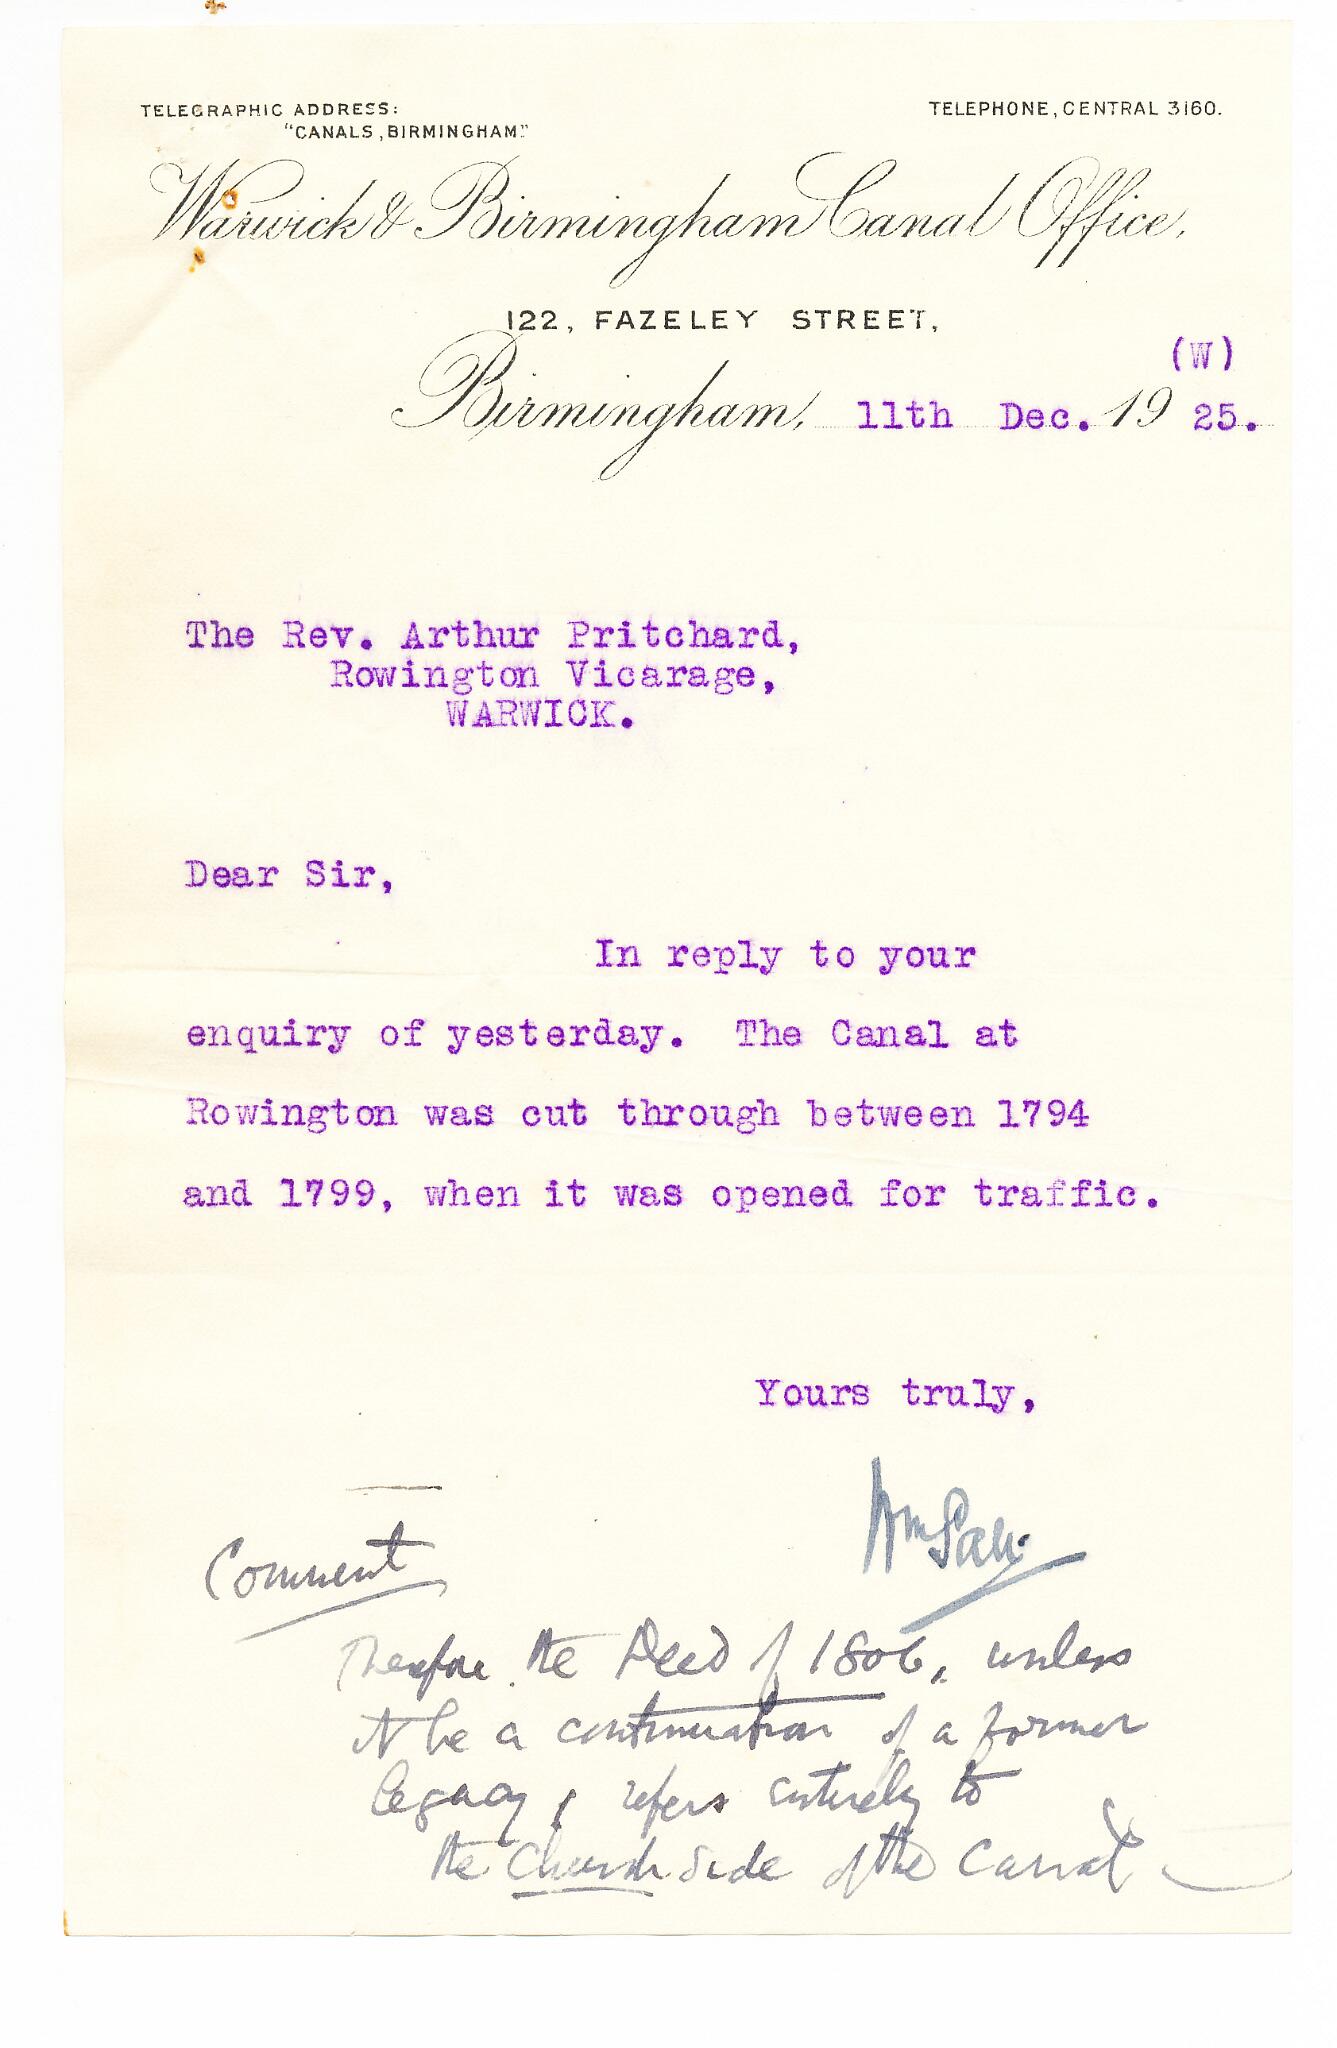 TELEGRAPHIC ADDRESS:
"CANALS, BIRMINGHAM."
TELEPHONE, CENTRAL 3160.
Warwick & Birmingham Canal Office,
122, FAZELEY STREET,
(W)
Birmingham, 11th Dec. 1925.
The Rev. Arthur Pritchard,
Rowington Vicarage,
WARWICK.
Dear Sir,
In reply to your
enquiry of yesterday. The Canal at
Rowington was cut through between 1794
and 1799, when it was opened for traffic.
Yours truly,
Wm
Comment
Therefore the Deed of 1806, unless
it be a continuation of a former
legacy, refers entirely to
the Church side of the Canal